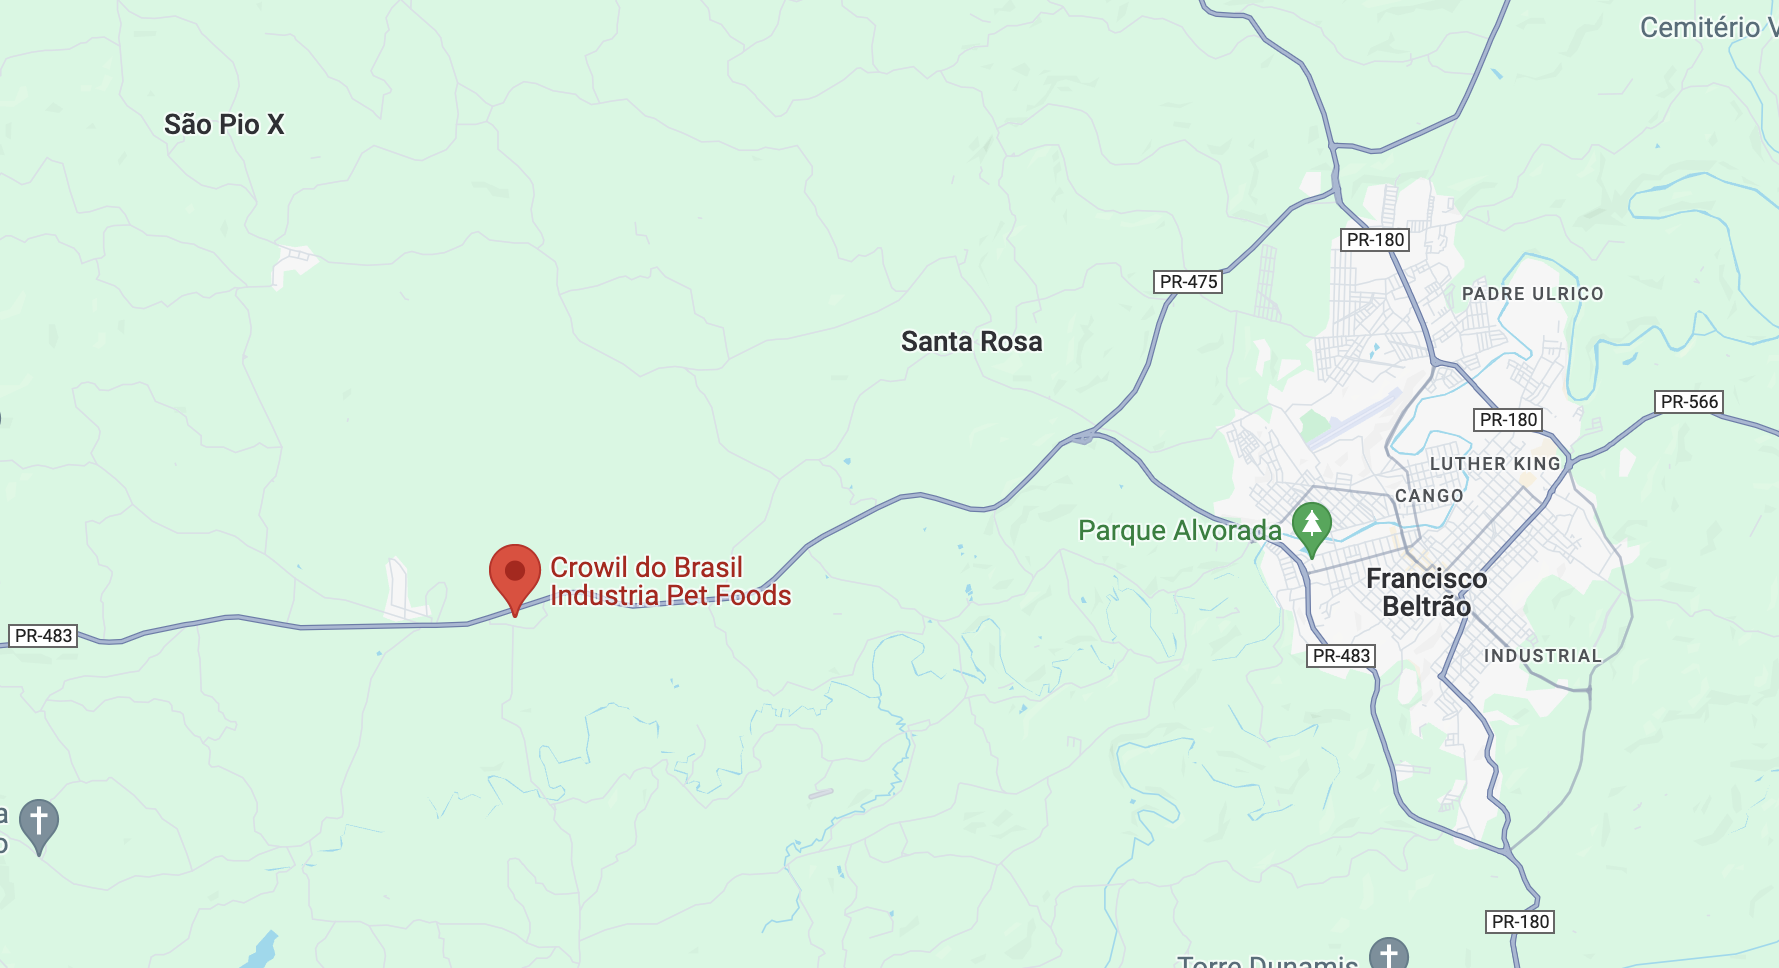 Cemitério V
São Pio X
PR-180
PR-475
PADRE ULRICO
Santa Rosa
PR-566
PR-180
LUTHER KING
CANGO
Parque Alvorada
Crowil do Brasil
Industria Pet Foods
Francisco
Beltrão
PR-483
PR-483
INDUSTRIAL
a
o
PR-180
Torre Dunamis